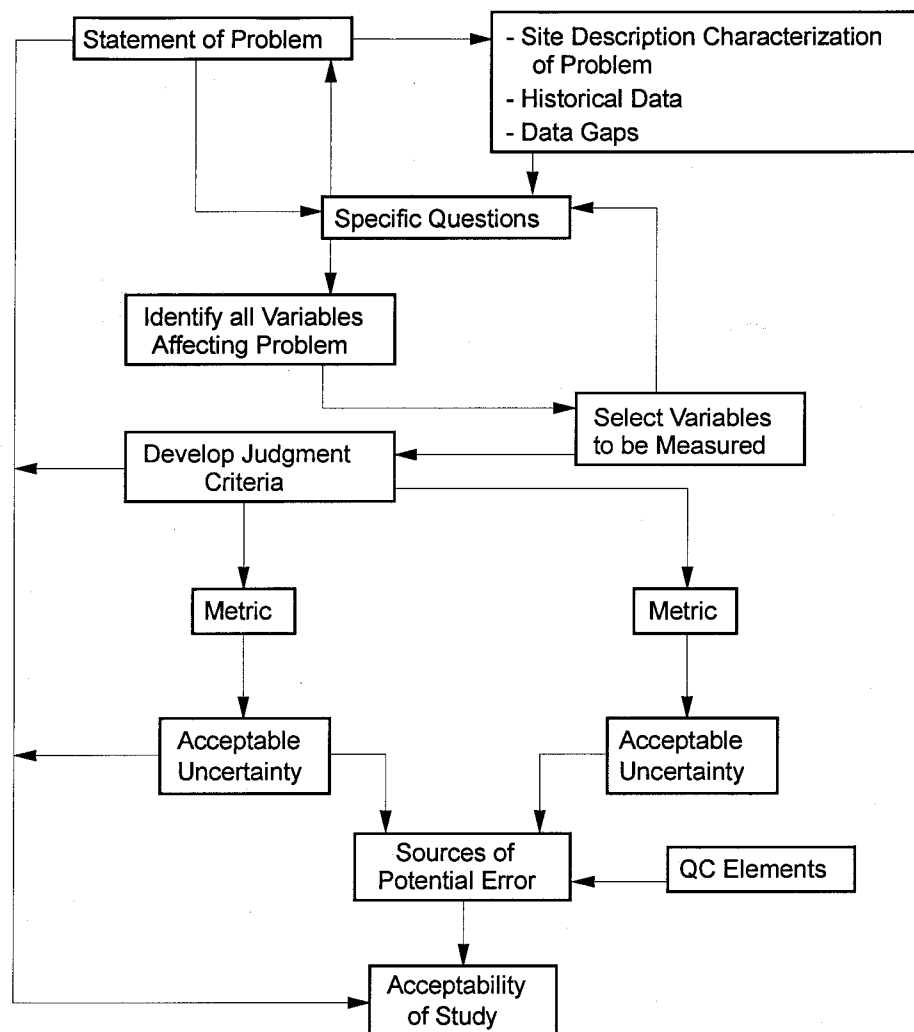 Statement of Problem
- Site Description Characterization
of Problem
- Historical Data
- Data Gaps
Specific Questions
Identify all Variables
Affecting Problem
Select Variables
to be Measured
Develop Judgment
Criteria
Metric
Metric
Acceptable
Uncertainty
Acceptable
Uncertainty
Sources of
Potential Error
QC Elements
Acceptability
of Study